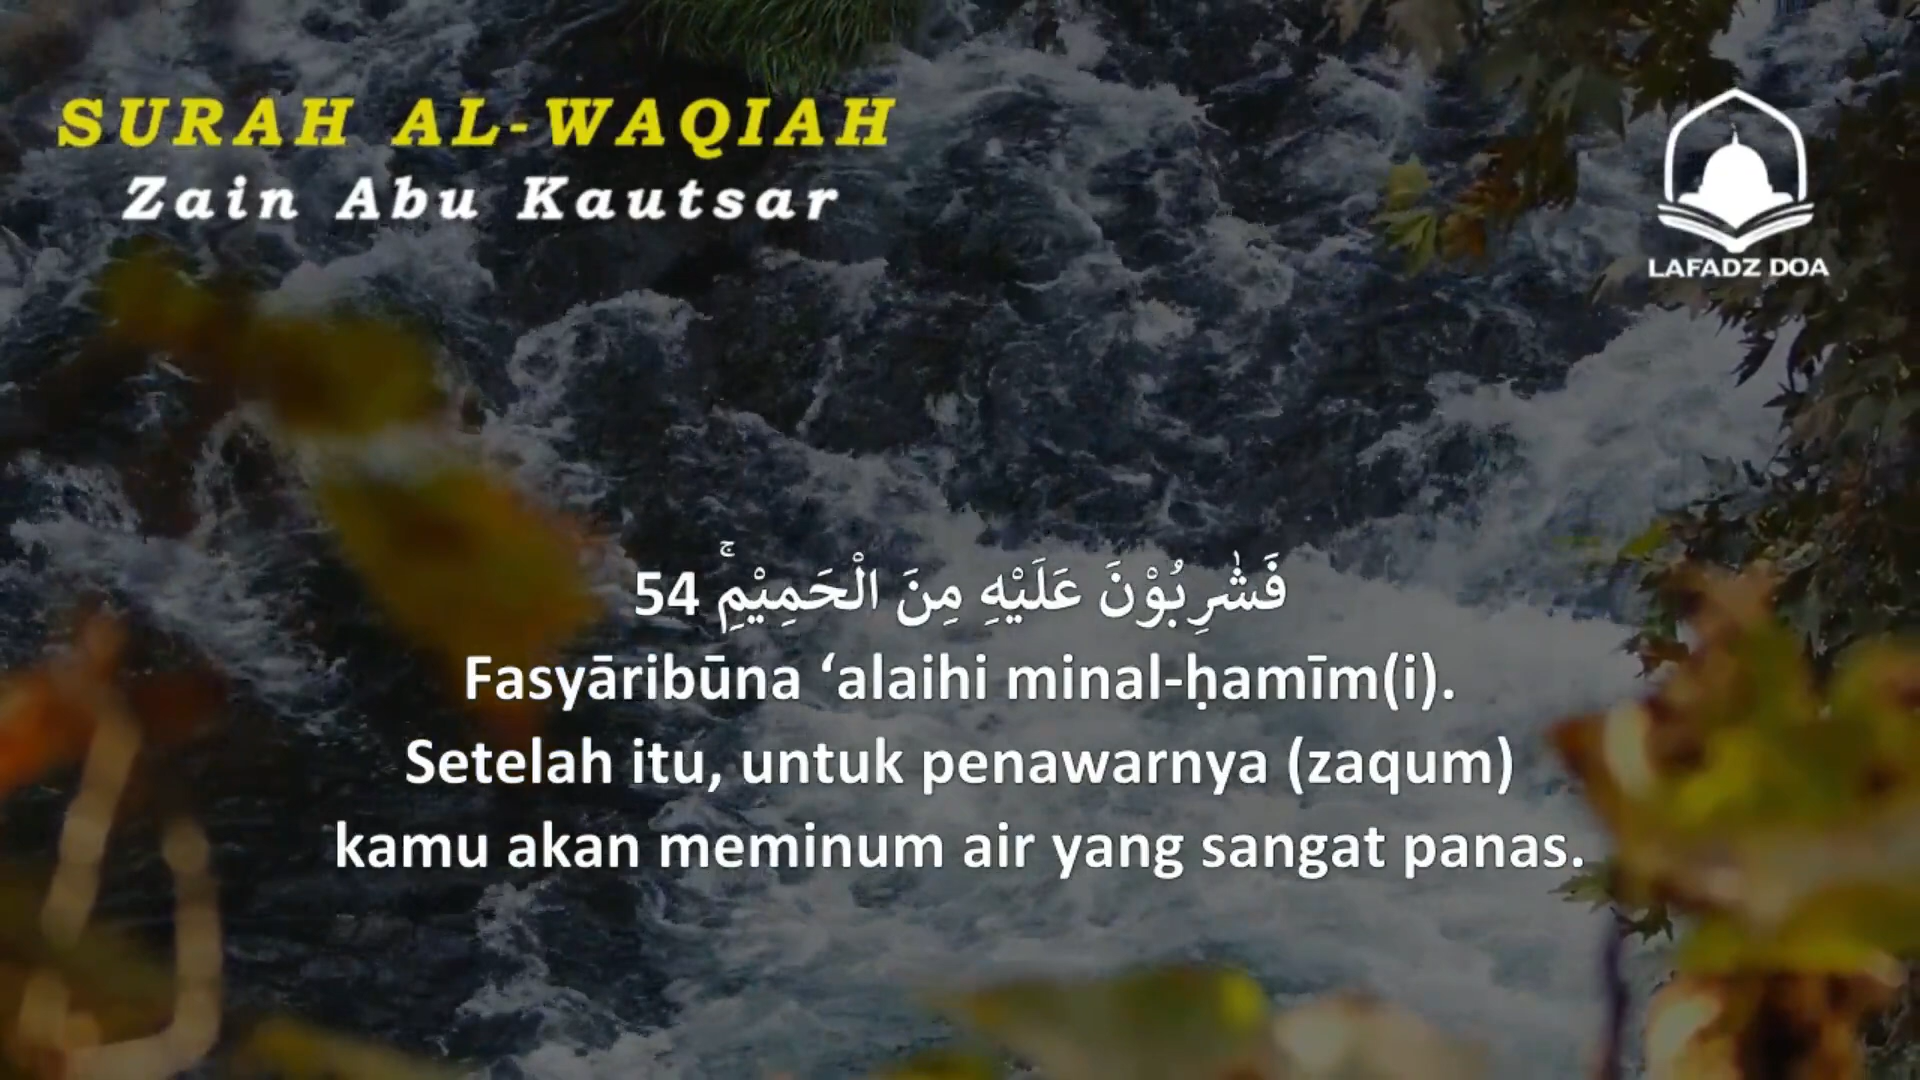 SURAH AL-WAQIAH
Zain Abu Kautsar
LAFADZ DOA
فَشٰرِبُوْنَ عَلَيْهِ مِنَ الْحَمِيْمِۚ 54
Fasyāribūna ‘alaihi minal-ḥamīm(i).
Setelah itu, untuk penawarnya (zaqum)
kamu akan meminum air yang sangat panas.